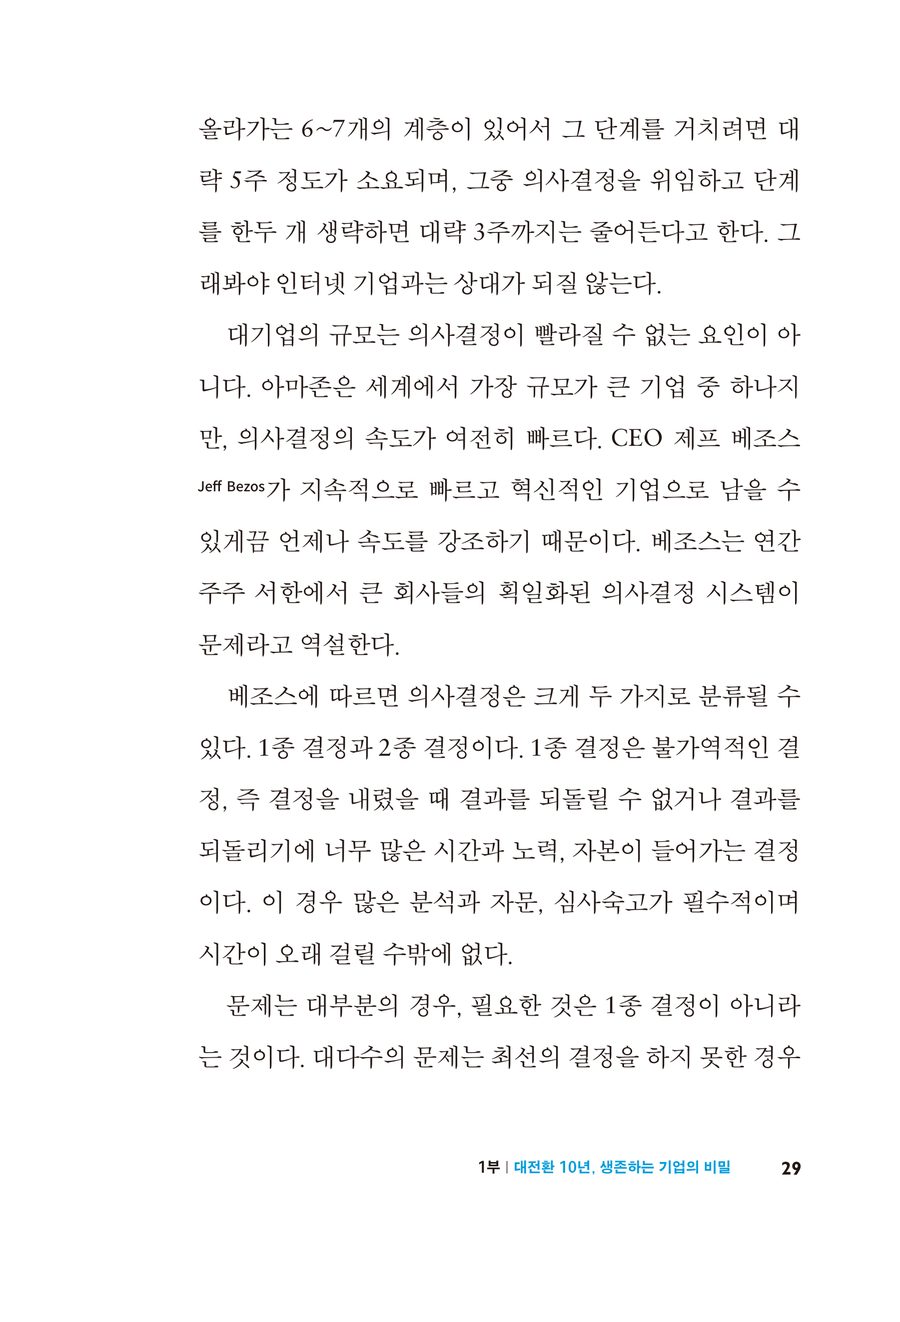 올라가는 6~7개의 계층이 있어서 그 단계를 거치려면 대
략 5주 정도가 소요되며, 그중 의사결정을 위임하고 단계
를 한두 개 생략하면 대략 3주까지는 줄어든다고 한다. 그
래봐야 인터넷 기업과는 상대가 되질 않는다.
대기업의 규모는 의사결정이 빨라질 수 없는 요인이 아
니다. 아마존은 세계에서 가장 규모가 큰 기업 중 하나지
만, 의사결정의 속도가 여전히 빠르다. CEO 제프 베조스
Jeff Bezos가 지속적으로 빠르고 혁신적인 기업으로 남을 수
있게끔 언제나 속도를 강조하기 때문이다. 베조스는 연간
주주 서한에서 큰 회사들의 획일화된 의사결정 시스템이
문제라고 역설한다.
베조스에 따르면 의사결정은 크게 두 가지로 분류될 수
있다. 1종 결정과 2종 결정이다. 1종 결정은 불가역적인 결
정, 즉 결정을 내렸을 때 결과를 되돌릴 수 없거나 결과를
되돌리기에 너무 많은 시간과 노력, 자본이 들어가는 결정
이다. 이 경우 많은 분석과 자문, 심사숙고가 필수적이며
시간이 오래 걸릴 수밖에 없다.
문제는 대부분의 경우, 필요한 것은 1종 결정이 아니라
는 것이다. 대다수의 문제는 최선의 결정을 하지 못한 경우
1부 | 대전환 10년, 생존하는 기업의 비밀 29